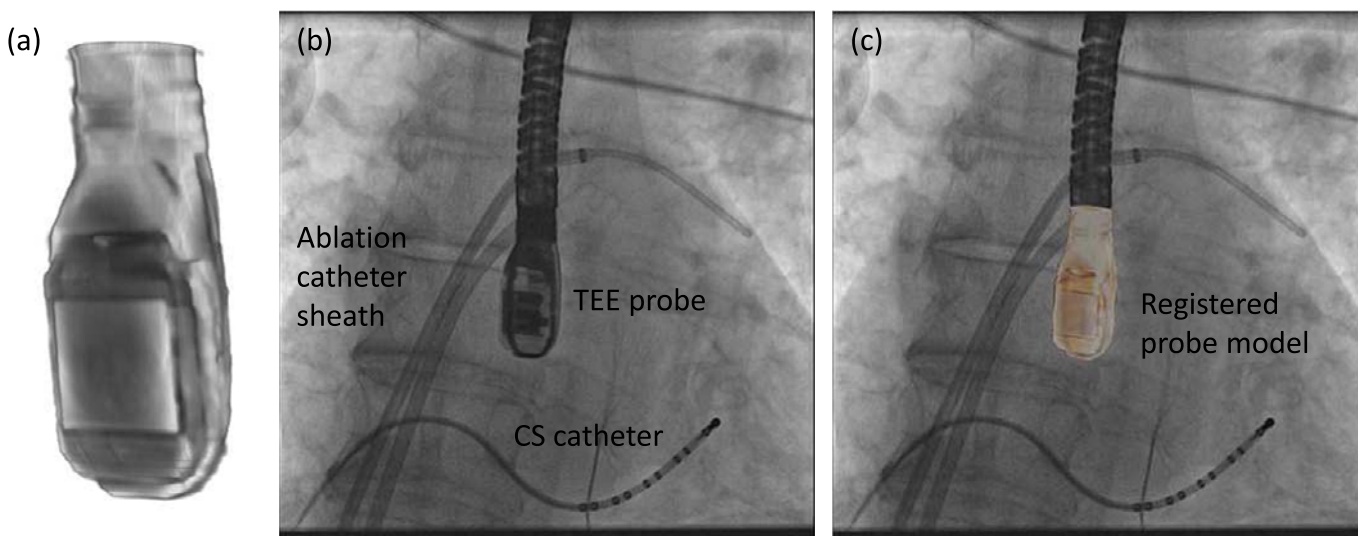 (a)
(b)
(c)
Ablation
catheter
sheath
TEE probe
CS catheter
Registered
probe model